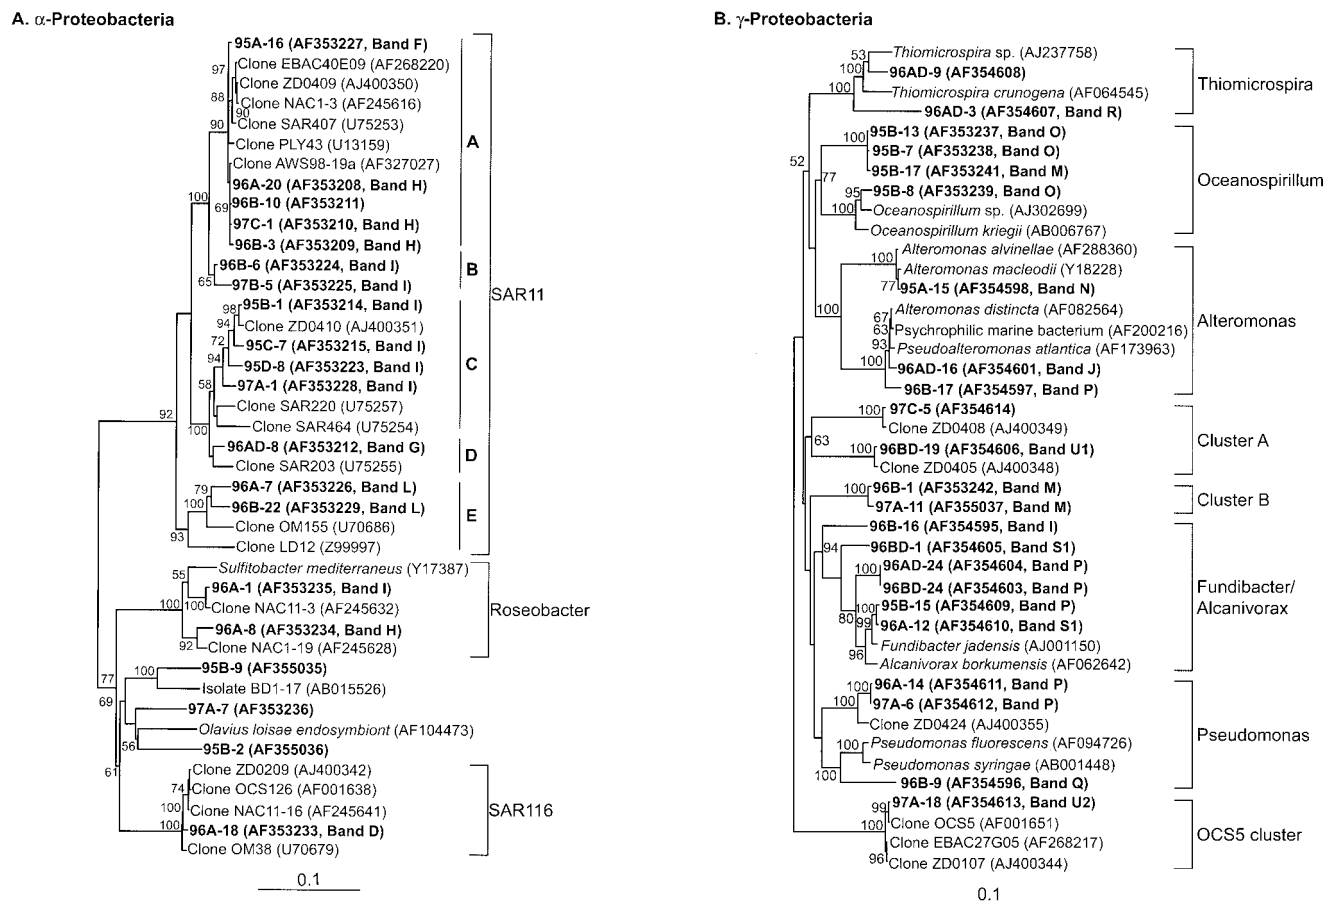 A. α-Proteobacteria
97
88
90
90
100
69
65
98
94
72
94
58
100
92
79
100
93
55
100
100
92
77
69
100
56
61
74
100
100
95A-16 (AF353227, Band F)
Clone EBAC40E09 (AF268220)
Clone ZD0409 (AJ400350)
Clone NAC1-3 (AF245616)
Clone SAR407 (U75253)
Clone PLY43 (U13159)
Clone AWS98-19a (AF327027)
96A-20 (AF353208, Band H)
96B-10 (AF353211)
97C-1 (AF353210, Band H)
96B-3 (AF353209, Band H)
96B-6 (AF353224, Band I)
97B-5 (AF353225, Band I)
95B-1 (AF353214, Band I)
Clone ZD0410 (AJ400351)
95C-7 (AF353215, Band I)
95D-8 (AF353223, Band I)
97A-1 (AF353228, Band I)
Clone SAR220 (U75257)
Clone SAR464 (U75254)
96AD-8 (AF353212, Band G)
Clone SAR203 (U75255)
96A-7 (AF353226, Band L)
96B-22 (AF353229, Band L)
Clone OM155 (U70686)
Clone LD12 (Z99997)
Sulfitobacter mediterraneus (Y17387)
96A-1 (AF353235, Band I)
Clone NAC11-3 (AF245632)
96A-8 (AF353234, Band H)
Clone NAC1-19 (AF245628)
95B-9 (AF355035)
Isolate BD1-17 (AB015526)
97A-7 (AF353236)
Olavius loisae endosymbiont (AF104473)
95B-2 (AF355036)
Clone ZD0209 (AJ400342)
Clone OCS126 (AF001638)
Clone NAC11-16 (AF245641)
96A-18 (AF353233, Band D)
Clone OM38 (U70679)
A
B
C
D
E
SAR11
Roseobacter
SAR116
0.1
B. γ-Proteobacteria
53
100
100
52
100
77
95
100
100
77
100
67
63
93
100
100
63
100
100
94
100
80
100
99
96
100
100
100
100
99
100
96
Thiomicrospira sp. (AJ237758)
96AD-9 (AF354608)
Thiomicrospira crunogena (AF064545)
96AD-3 (AF354607, Band R)
95B-13 (AF353237, Band O)
95B-7 (AF353238, Band O)
95B-17 (AF353241, Band M)
95B-8 (AF353239, Band O)
Oceanospirillum sp. (AJ302699)
Oceanospirillum kriegii (AB006767)
Alteromonas alvinellae (AF288360)
Alteromonas macleodii (Y18228)
95A-15 (AF354598, Band N)
Alteromonas distincta (AF082564)
Psychrophilic marine bacterium (AF200216)
Pseudoalteromonas atlantica (AF173963)
96AD-16 (AF354601, Band J)
96B-17 (AF354597, Band P)
97C-5 (AF354614)
Clone ZD0408 (AJ400349)
96BD-19 (AF354606, Band U1)
Clone ZD0405 (AJ400348)
96B-1 (AF353242, Band M)
97A-11 (AF355037, Band M)
96B-16 (AF354595, Band I)
96BD-1 (AF354605, Band S1)
96AD-24 (AF354604, Band P)
96BD-24 (AF354603, Band P)
95B-15 (AF354609, Band P)
96A-12 (AF354610, Band S1)
Fundibacter jadensis (AJ001150)
Alcanivorax borkumensis (AF062642)
96A-14 (AF354611, Band P)
97A-6 (AF354612, Band P)
Clone ZD0424 (AJ400355)
Pseudomonas fluorescens (AF094726)
Pseudomonas syringae (AB001448)
96B-9 (AF354596, Band Q)
97A-18 (AF354613, Band U2)
Clone OCS5 (AF001651)
Clone EBAC27G05 (AF268217)
Clone ZD0107 (AJ400344)
Thiomicrospira
Oceanospirillum
Alteromonas
Cluster A
Cluster B
Fundibacter/
Alcanivorax
Pseudomonas
OCS5 cluster
0.1